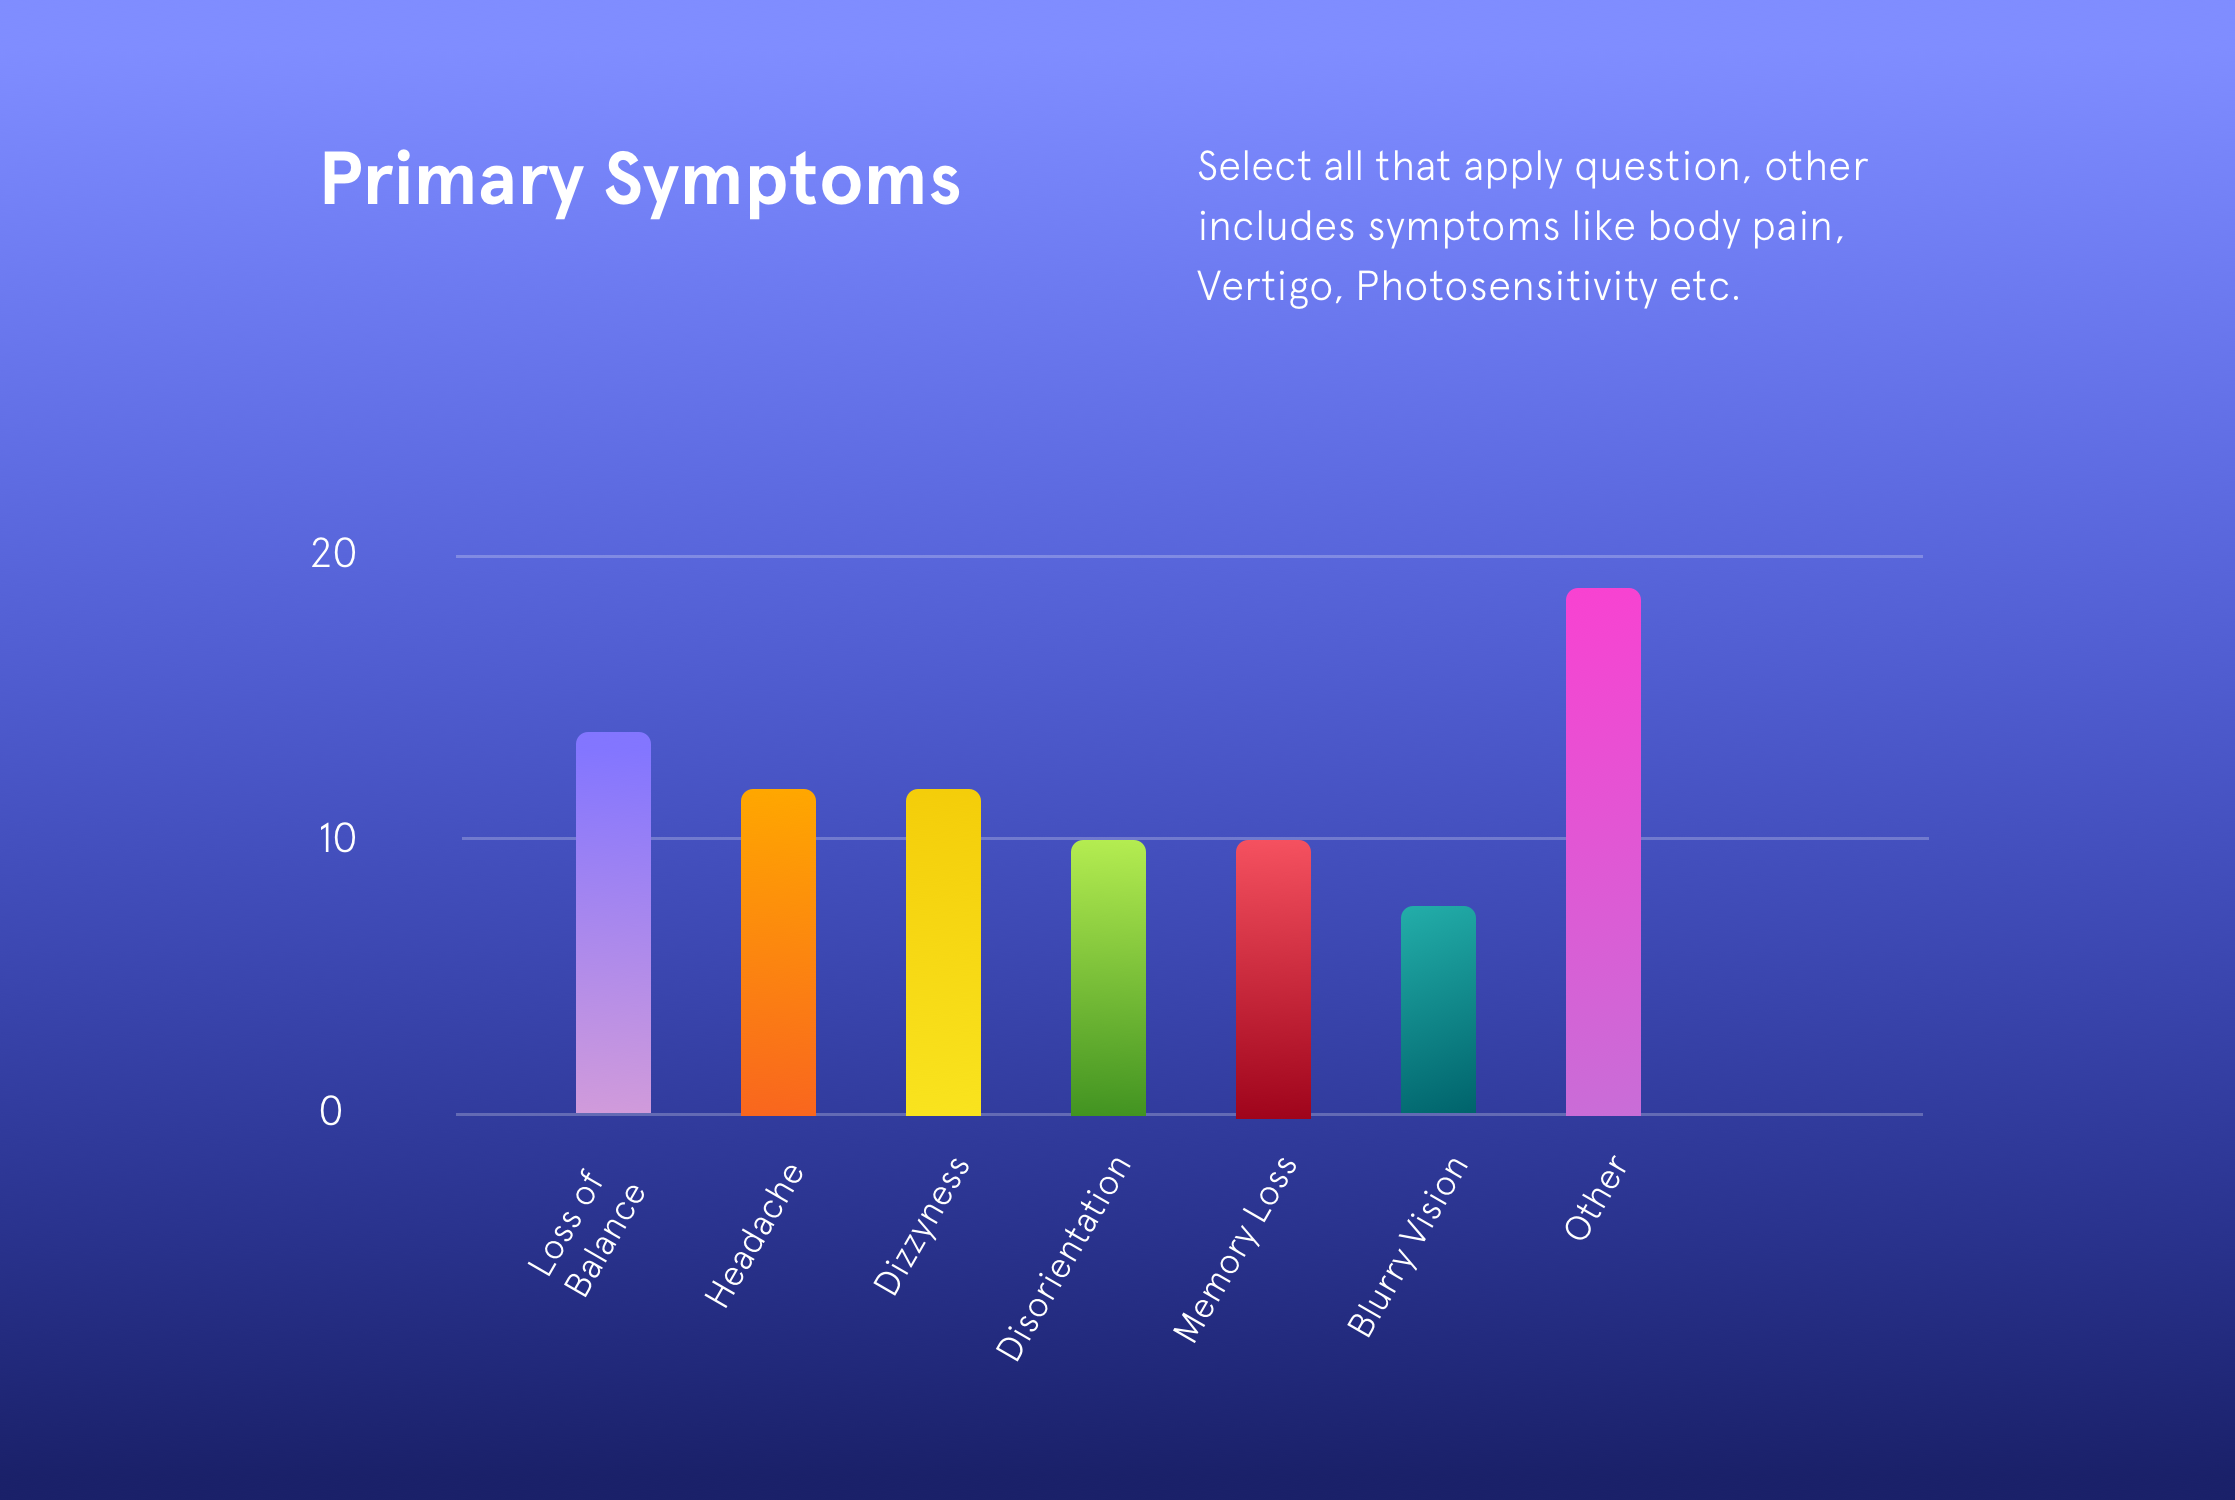 Primary Symptoms
Select all that apply question, other
includes symptoms like body pain,
Vertigo, Photosensitivity etc.
20
10
0
Loss of
Balance
Headache
Dizzyness
Disorientation
Memory Loss
Blurry Vision
Other